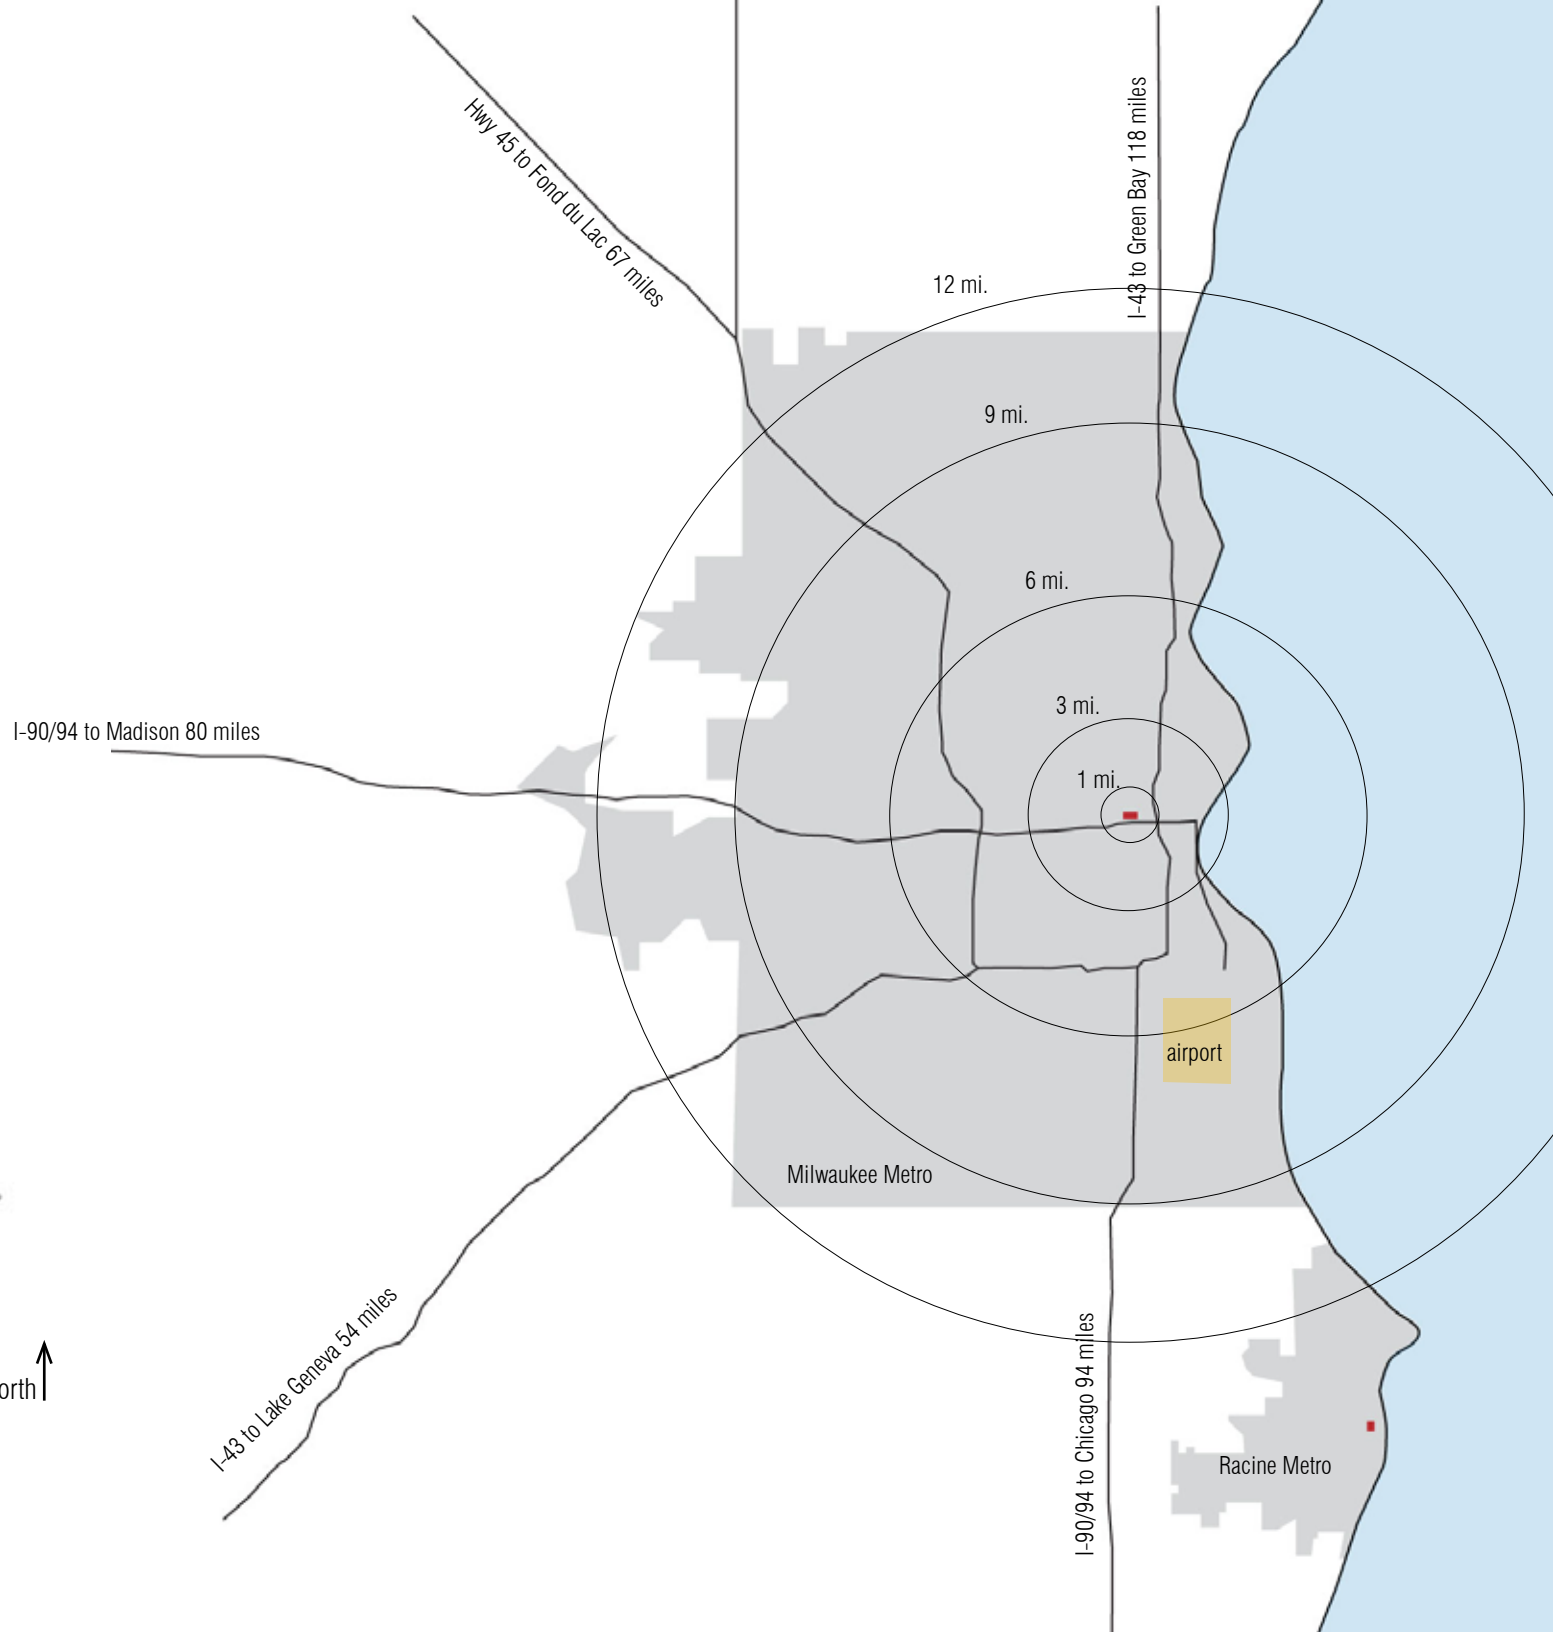 Hwy 45 to Fond du Lac 67 miles
I-43 to Green Bay 118 miles
12 mi.
9 mi.
6 mi.
3 mi.
I-90/94 to Madison 80 miles
1 mi.
airport
Milwaukee Metro
I-43 to Lake Geneva 54 miles
I-90/94 to Chicago 94 miles
orth
Racine Metro